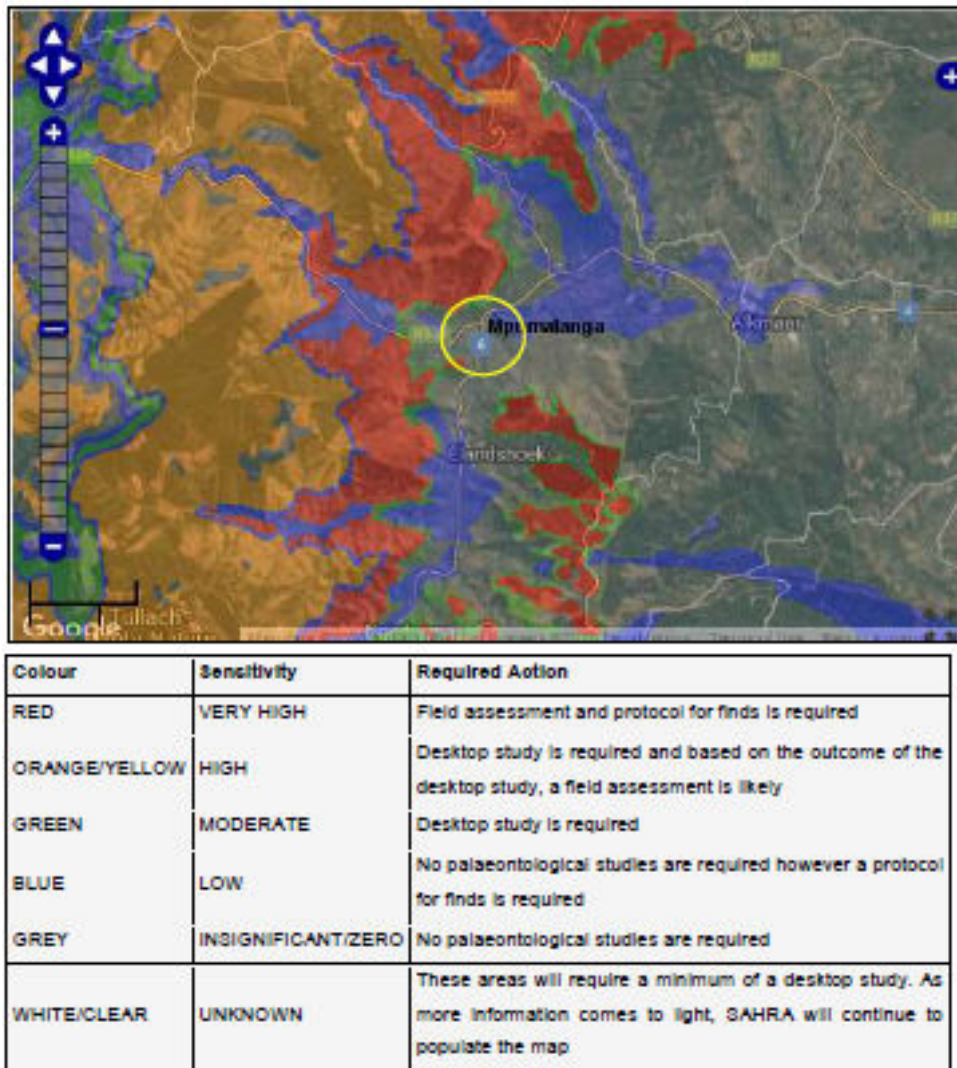 R37
Mpumalanga
4
6
Google
Colour Sensitivity Required Action
RED VERY HIGH Field assessment and protocol for finds is required
ORANGE/YELLOW HIGH Desktop study is required and based on the outcome of the
desktop study, a field assessment is likely
GREEN MODERATE Desktop study is required
BLUE LOW No palaeontological studies are required however a protocol
for finds is required
GREY INSIGNIFICANT/ZERO No palaeontological studies are required
WHITE/CLEAR UNKNOWN These areas will require a minimum of a desktop study. As
more information comes to light, SAHRA will continue to
populate the map